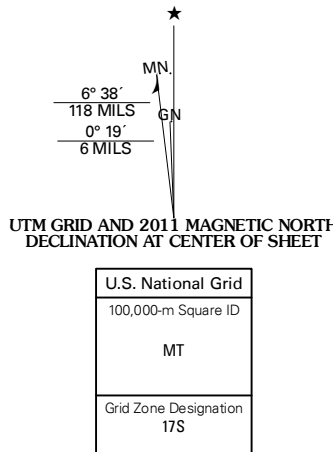 ★
MN.
6° 38´
118 MILS
GN
0° 19´
6 MILS
UTM GRID AND 2011 MAGNETIC NORTH
DECLINATION AT CENTER OF SHEET
U.S. National Grid
100,000-m Square ID
MT
Grid Zone Designation
17S